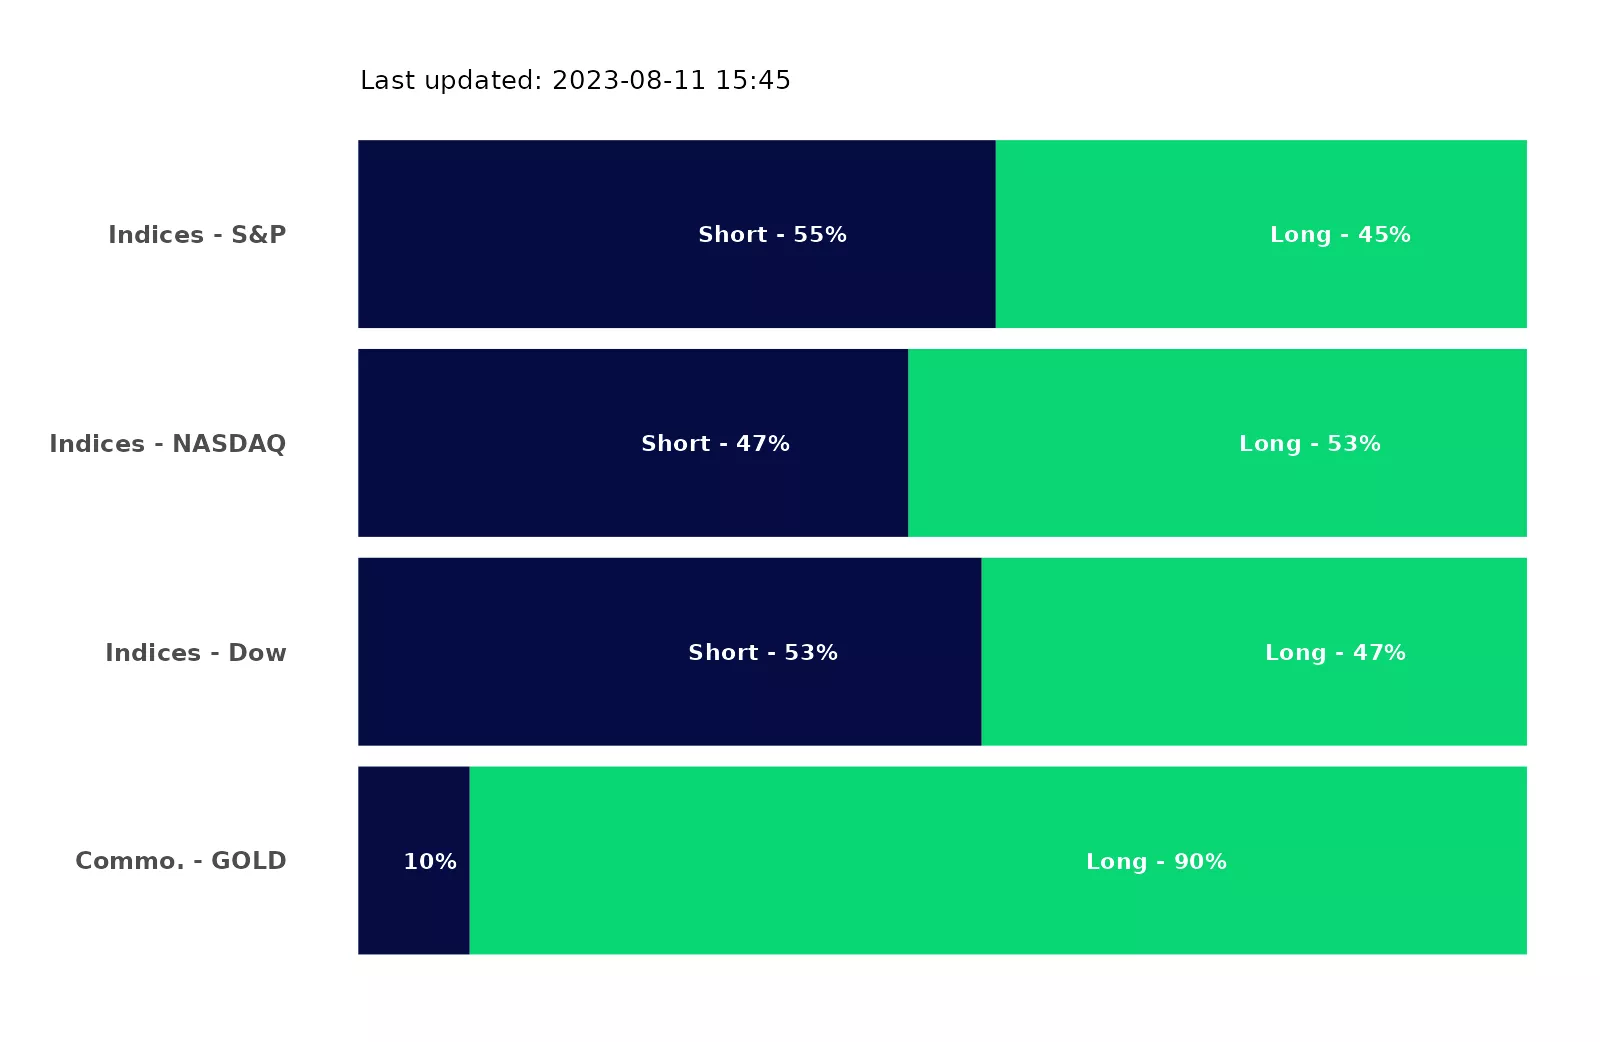 Last updated: 2023-08-11 15:45
Indices - S&P Short - 55% Long - 45%
Indices - NASDAQ Short - 47% Long - 53%
Indices - Dow Short - 53% Long - 47%
Commo. - GOLD 10% Long - 90%